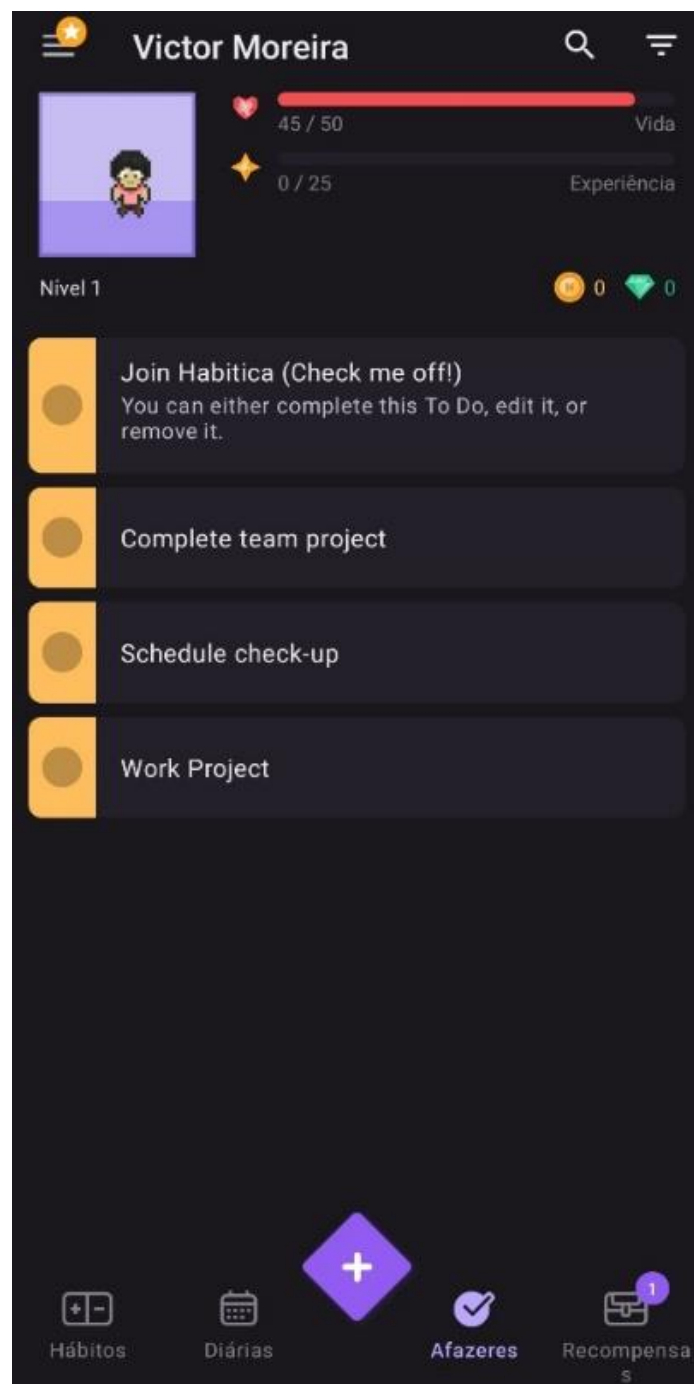 Victor Moreira
45 / 50 Vida
0 / 25 Experiência
Nível 1 0 0
Join Habitica (Check me off!)
You can either complete this To Do, edit it, or
remove it.
Complete team project
Schedule check-up
Work Project
1
Hábitos Diárias Afazeres Recompensa
s